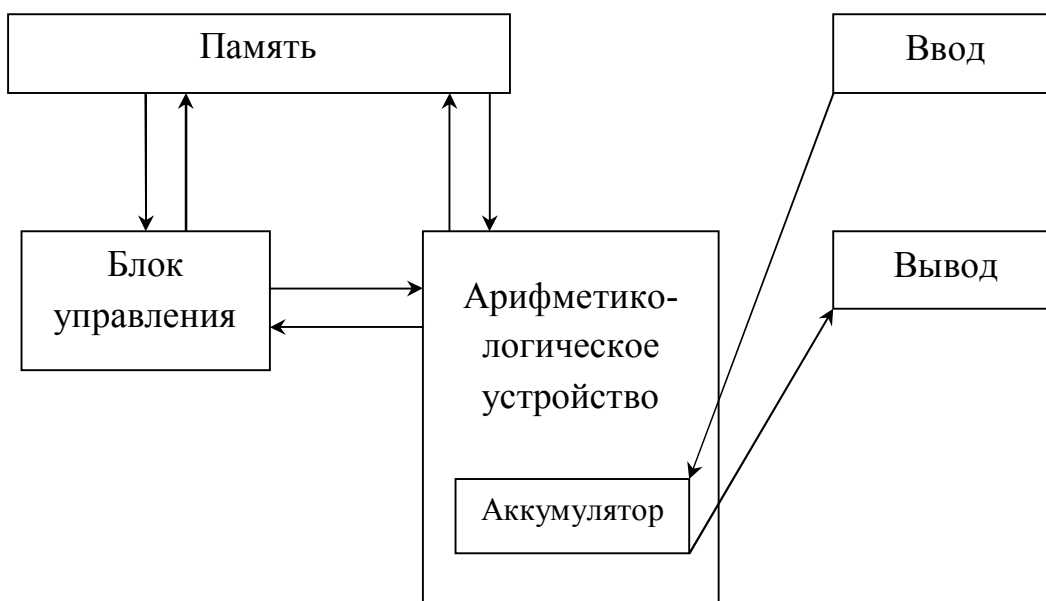 Память
Ввод
Блок
управления
Арифметико-
логическое
устройство
Аккумулятор
Вывод